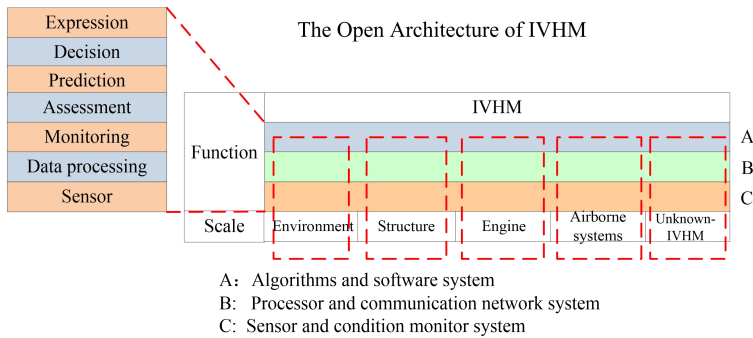 The Open Architecture of IVHM
Expression
Decision
Prediction
Assessment
Monitoring
Data processing
Sensor
IVHM
Function
A
B
C
Scale
Environment
Structure
Engine
Airborne
systems
Unknown-
IVHM
A: Algorithms and software system
B: Processor and communication network system
C: Sensor and condition monitor system